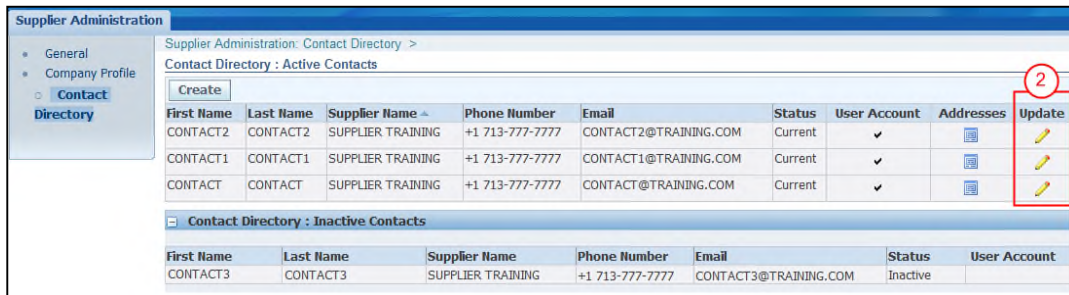 Supplier Administration
General
Company Profile
Contact
Directory
Supplier Administration: Contact Directory >
Contact Directory : Active Contacts
Create
2
First Name Last Name Supplier Name Phone Number Email Status User Account Addresses Update
CONTACT2 CONTACT2 SUPPLIER TRAINING +1 713-777-7777 CONTACT2@TRAINING.COM Current
CONTACT1 CONTACT1 SUPPLIER TRAINING +1 713-777-7777 CONTACT1@TRAINING.COM Current
CONTACT CONTACT SUPPLIER TRAINING +1 713-777-7777 CONTACT@TRAINING.COM Current
Contact Directory : Inactive Contacts
First Name Last Name Supplier Name Phone Number Email Status User Account
CONTACT3 CONTACT3 SUPPLIER TRAINING +1 713-777-7777 CONTACT3@TRAINING.COM Inactive